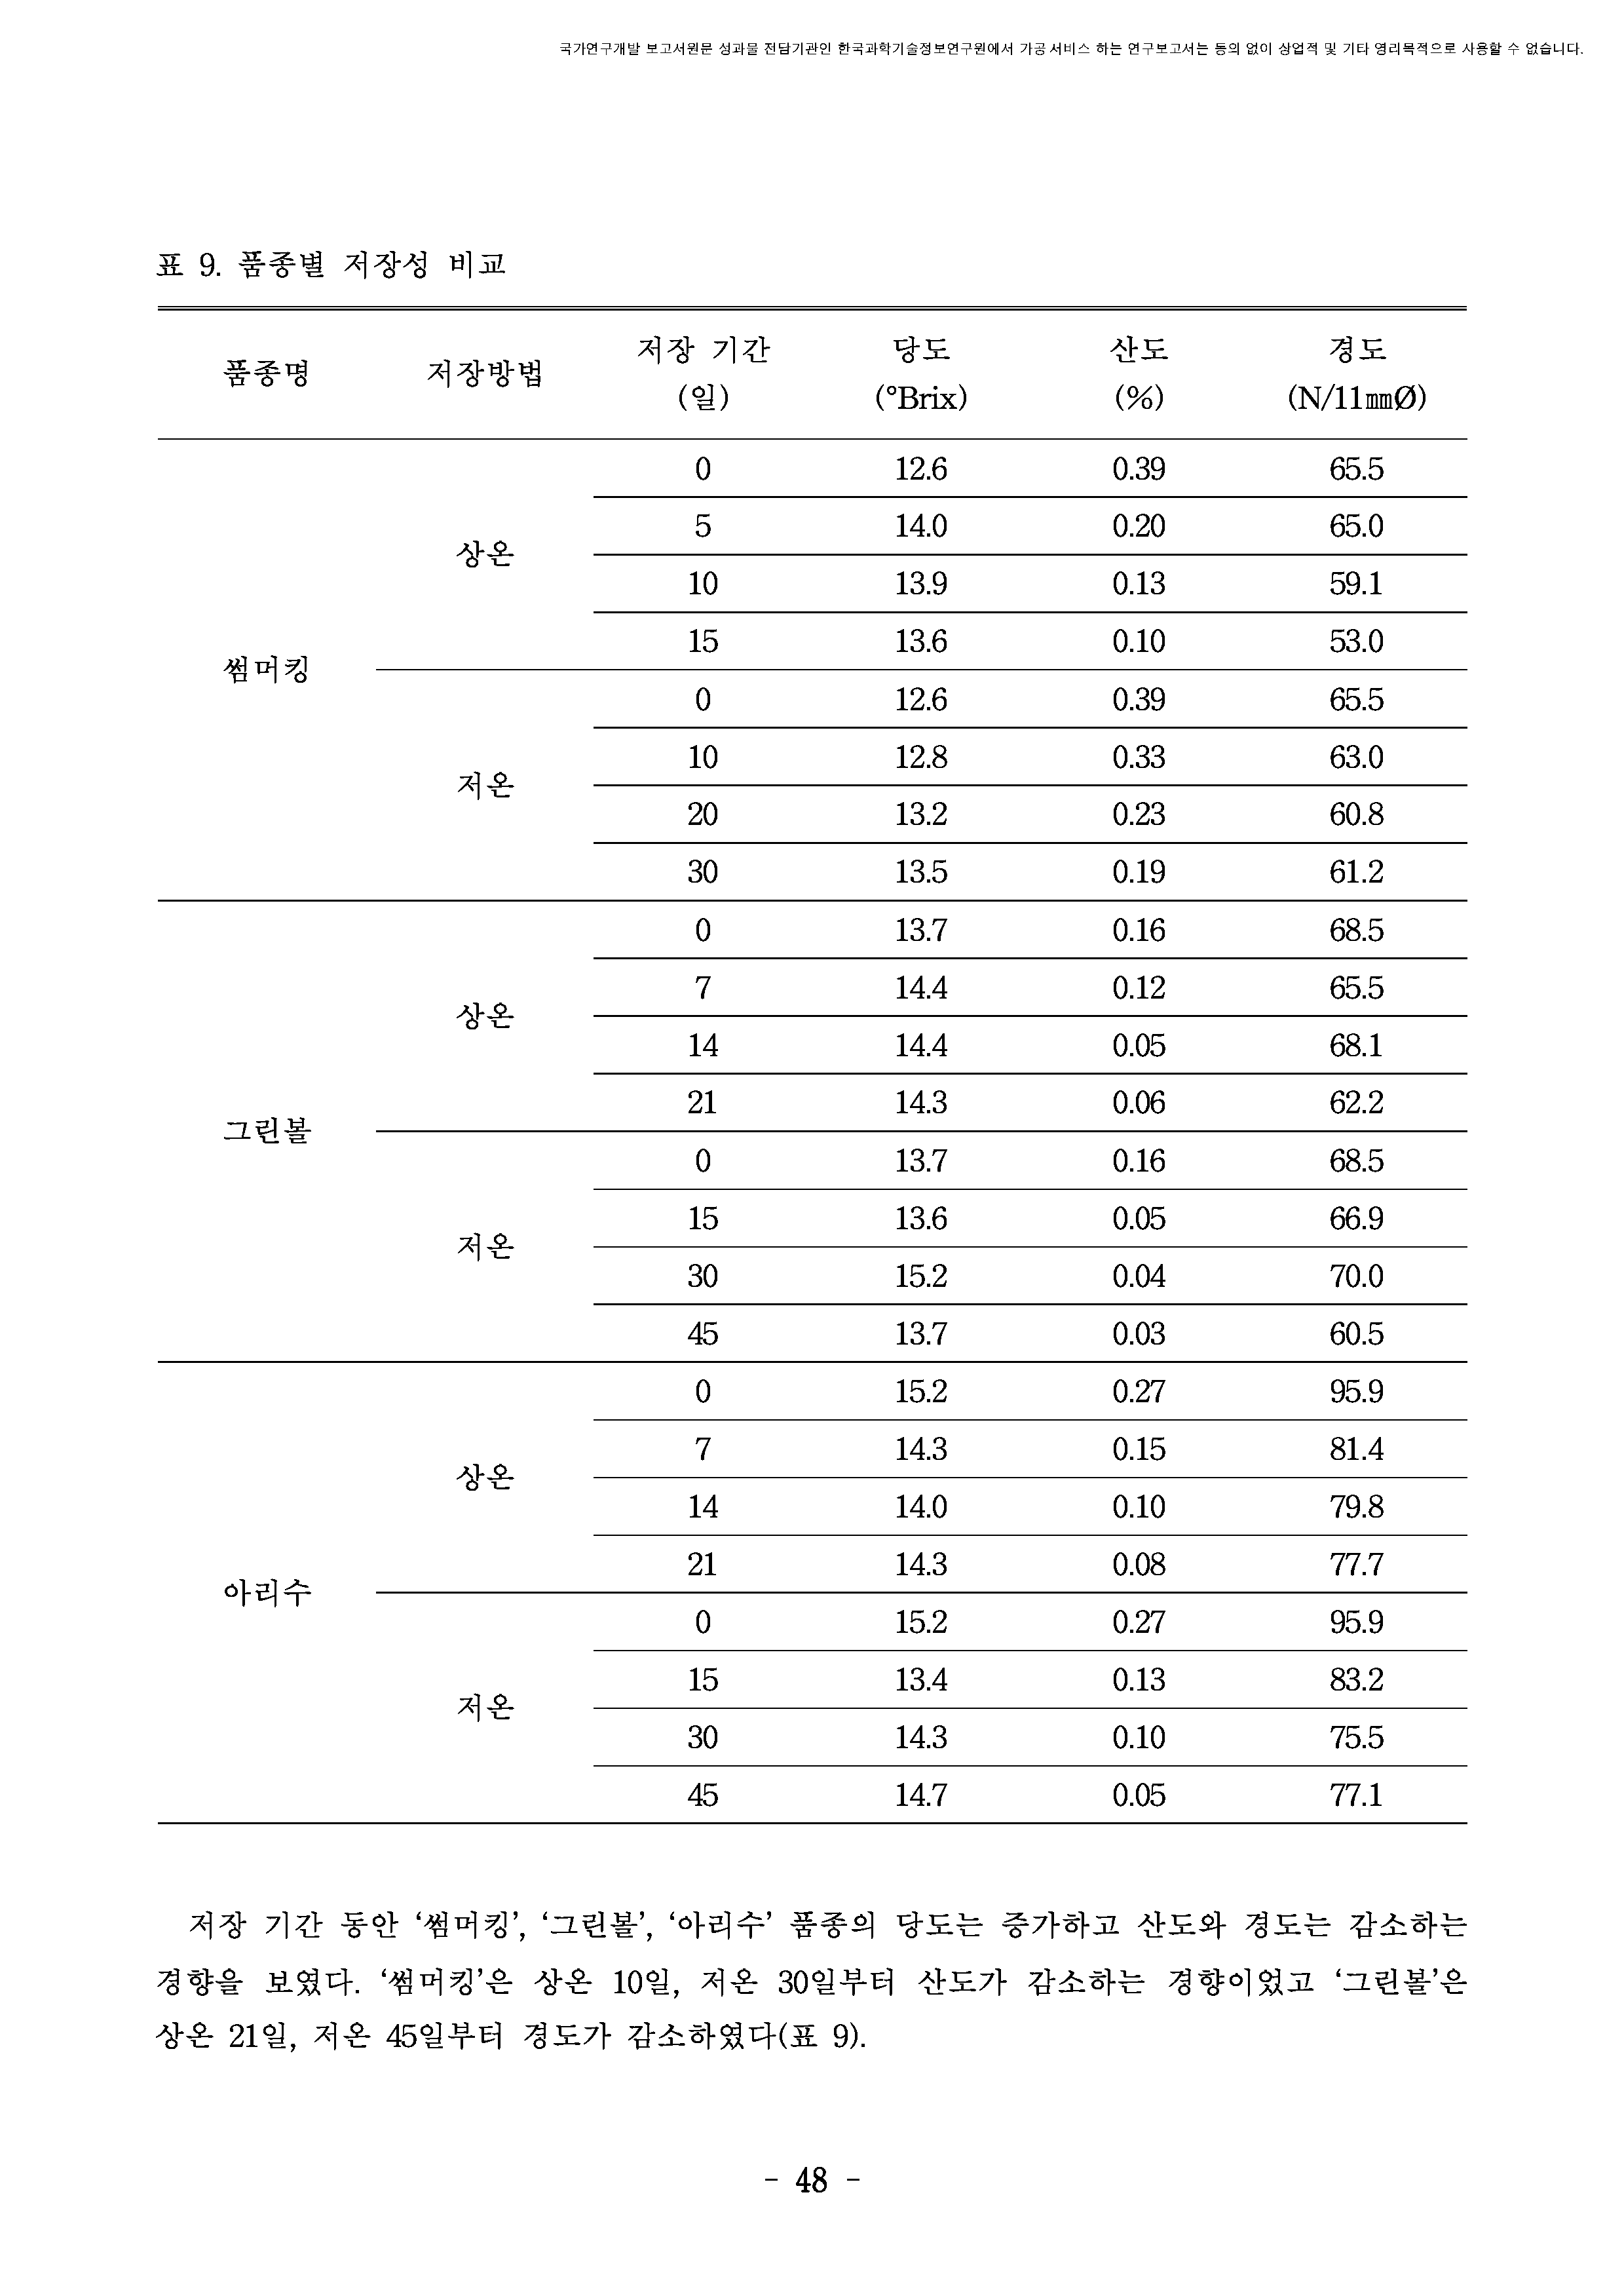 국가연구개발 보고서원문 성과물 전담기관인 한국과학기술정보연구원에서 가공·서비스 하는 연구보고서는 동의 없이 상업적 및 기타 영리목적으로 사용할 수 없습니다.
표 9. 품종별 저장성 비교
품종명 저장방법 저장 기간 (일) 당도 (°Brix) 산도 (%) 경도 (N/11㎜Ø)
썸머킹 상온 0 12.6 0.39 65.5
5 14.0 0.20 65.0
10 13.9 0.13 59.1
15 13.6 0.10 53.0
저온 0 12.6 0.39 65.5
10 12.8 0.33 63.0
20 13.2 0.23 60.8
30 13.5 0.19 61.2
그린볼 상온 0 13.7 0.16 68.5
7 14.4 0.12 65.5
14 14.4 0.05 68.1
21 14.3 0.06 62.2
저온 0 13.7 0.16 68.5
15 13.6 0.05 66.9
30 15.2 0.04 70.0
45 13.7 0.03 60.5
아리수 상온 0 15.2 0.27 95.9
7 14.3 0.15 81.4
14 14.0 0.10 79.8
21 14.3 0.08 77.7
저온 0 15.2 0.27 95.9
15 13.4 0.13 83.2
30 14.3 0.10 75.5
45 14.7 0.05 77.1
저장 기간 동안 ‘썸머킹’, ‘그린볼’, ‘아리수’ 품종의 당도는 증가하고 산도와 경도는 감소하는
경향을 보였다. ‘썸머킹’은 상온 10일, 저온 30일부터 산도가 감소하는 경향이었고 ‘그린볼’은
상온 21일, 저온 45일부터 경도가 감소하였다(표 9).
- 48 -